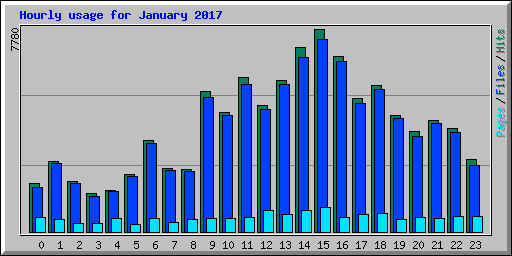 Hourly usage for January 2017
7780
Pages/Files/Hits
0 1 2 3 4 5 6 7 8 9 10 11 12 13 14 15 16 17 18 19 20 21 22 23